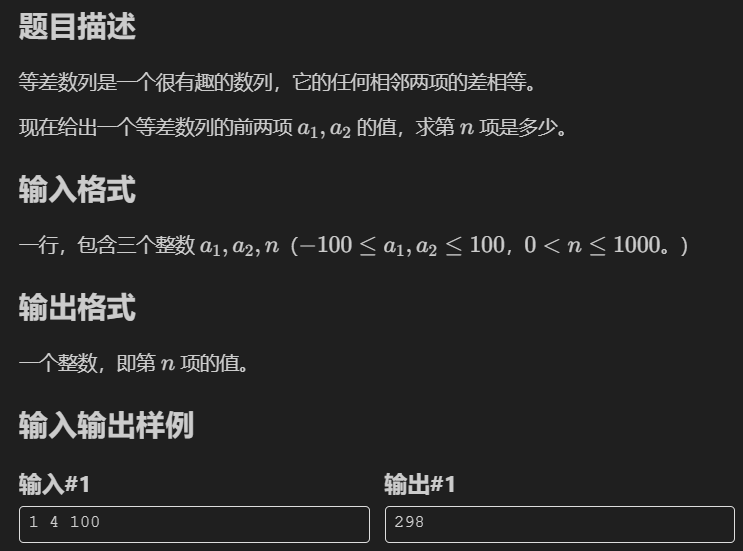 题目描述
等差数列是一个很有趣的数列，它的任何相邻两项的差相等。
现在给出一个等差数列的前两项 a₁, a₂ 的值，求第 n 项是多少。
输入格式
一行，包含三个整数 a₁, a₂, n（−100 ≤ a₁, a₂ ≤ 100，0 < n ≤ 1000。）
输出格式
一个整数，即第 n 项的值。
输入输出样例
输入#1 输出#1
1 4 100 298